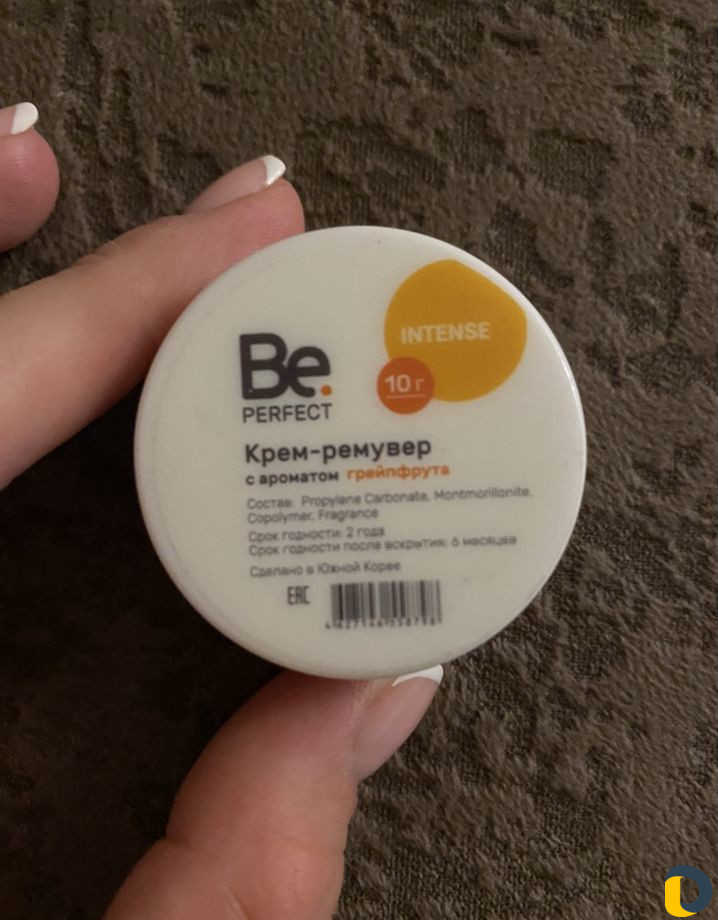 INTENSE
Be.
10 г
PERFECT
Крем-ремувер
с ароматом грейпфрута
Состав: Propylene Carbonate, Montmorillonite,
Copolymer, Fragrance
Срок годности: 2 года
Срок годности после вскрытия: 6 месяцев
Сделано в Южной Корее
EAC